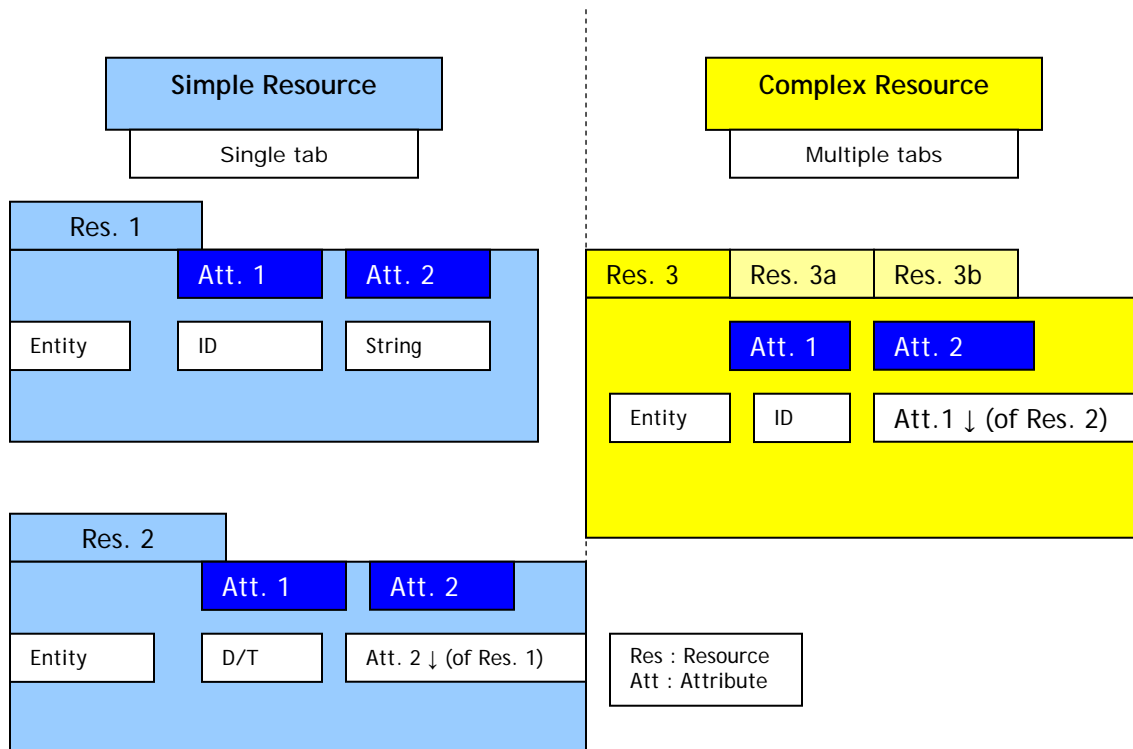 Simple Resource
Single tab
Res. 1
Att. 1
Att. 2
Entity
ID
String
Res. 2
Att. 1
Att. 2
Entity
D/T
Att. 2 ↓ (of Res. 1)
Complex Resource
Multiple tabs
Res. 3
Res. 3a
Res. 3b
Att. 1
Att. 2
Entity
ID
Att.1 ↓ (of Res. 2)
Res : Resource
Att : Attribute